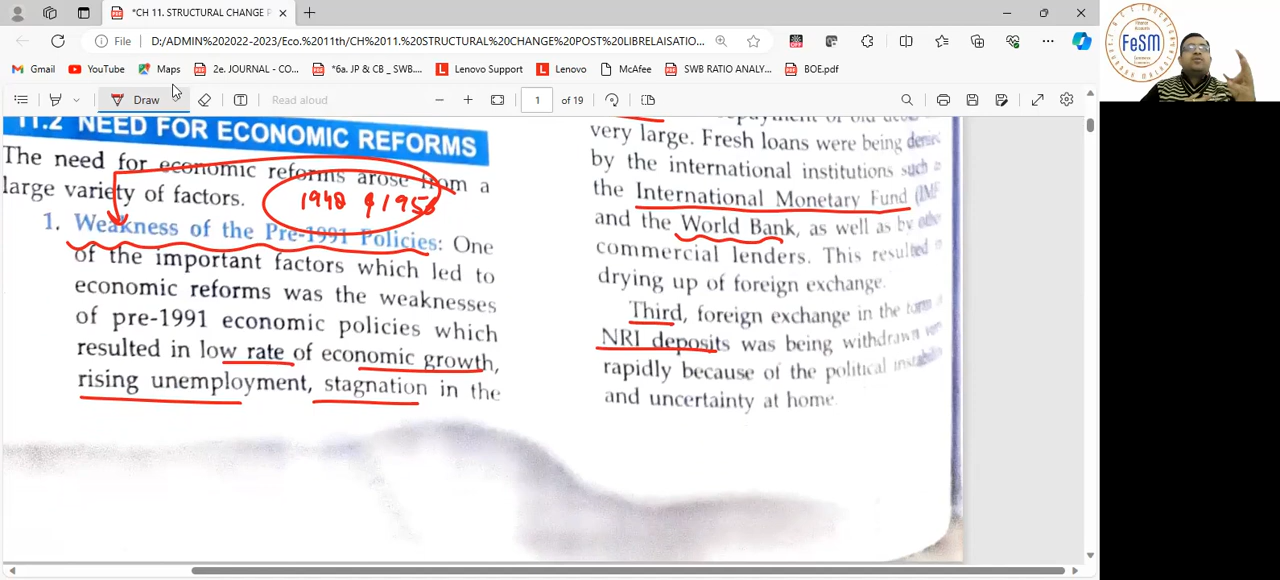 *CH 11. STRUCTURAL CHANGE P
File
D:/ADMIN%202022-2023/Eco.%2011th/CH%2011.%20STRUCTURAL%20CHANGE%20POST%20LIBRELAISATIO...
Gmail YouTube Maps 2e. JOURNAL - CO... *6a. JP & CB _ SWB.... Lenovo Support Lenovo McAfee SWB RATIO ANALY... BOE.pdf
Draw Read aloud 1 of 19
11.2 NEED FOR ECONOMIC REFORMS
The need for economic reforms arose from a
large variety of factors.
1948 & 1956
1. Weakness of the Pre-1991 Policies: One
of the important factors which led to
economic reforms was the weaknesses
of pre-1991 economic policies which
resulted in low rate of economic growth,
rising unemployment, stagnation in the
very large. Fresh loans were being denied
by the international institutions such
the International Monetary Fund (IMF
and the World Bank, as well as by other
commercial lenders. This resulted
drying up of foreign exchange.
Third, foreign exchange in the form
NRI deposits was being withdrawn
rapidly because of the political
and uncertainty at home.
FeSM